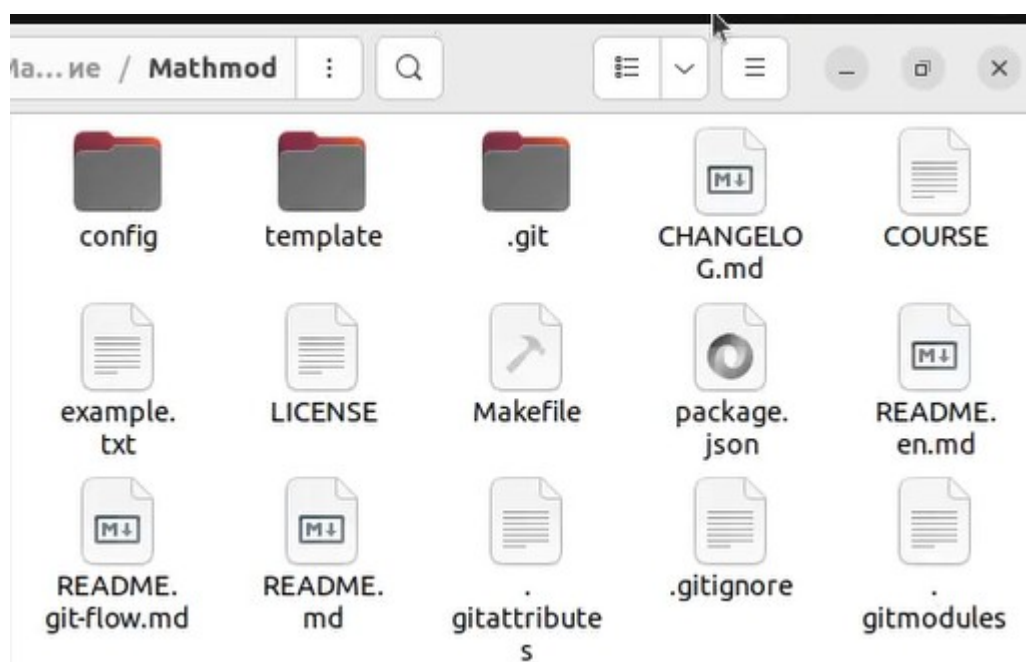 Ma...ие / Mathmod
config template .git CHANGELO COURSE
G.md
M↓
example. LICENSE Makefile package. README.
txt json en.md
M↓
M↓ M↓
README. README. . .gitignore .
git-flow.md md gitattribute gitmodules
s